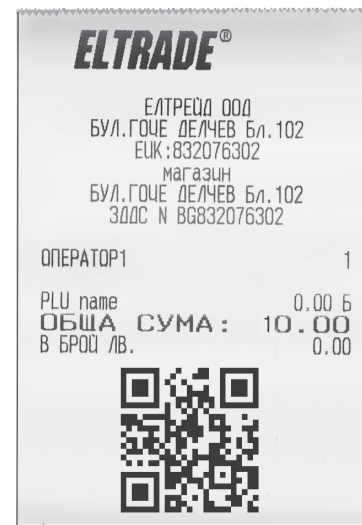 ELTRADE®
ЕЛТРЕЙД ООД
БУЛ.ГОЦЕ ДЕЛЧЕВ Бл.102
ЕИК:832076302
магазин
БУЛ.ГОЦЕ ДЕЛЧЕВ Бл.102
ЗДДС N BG832076302
ОПЕРАТОР1 1
PLU name 0.00 Б
ОБЩА СУМА: 10.00
В БРОЙ ЛВ. 0.00